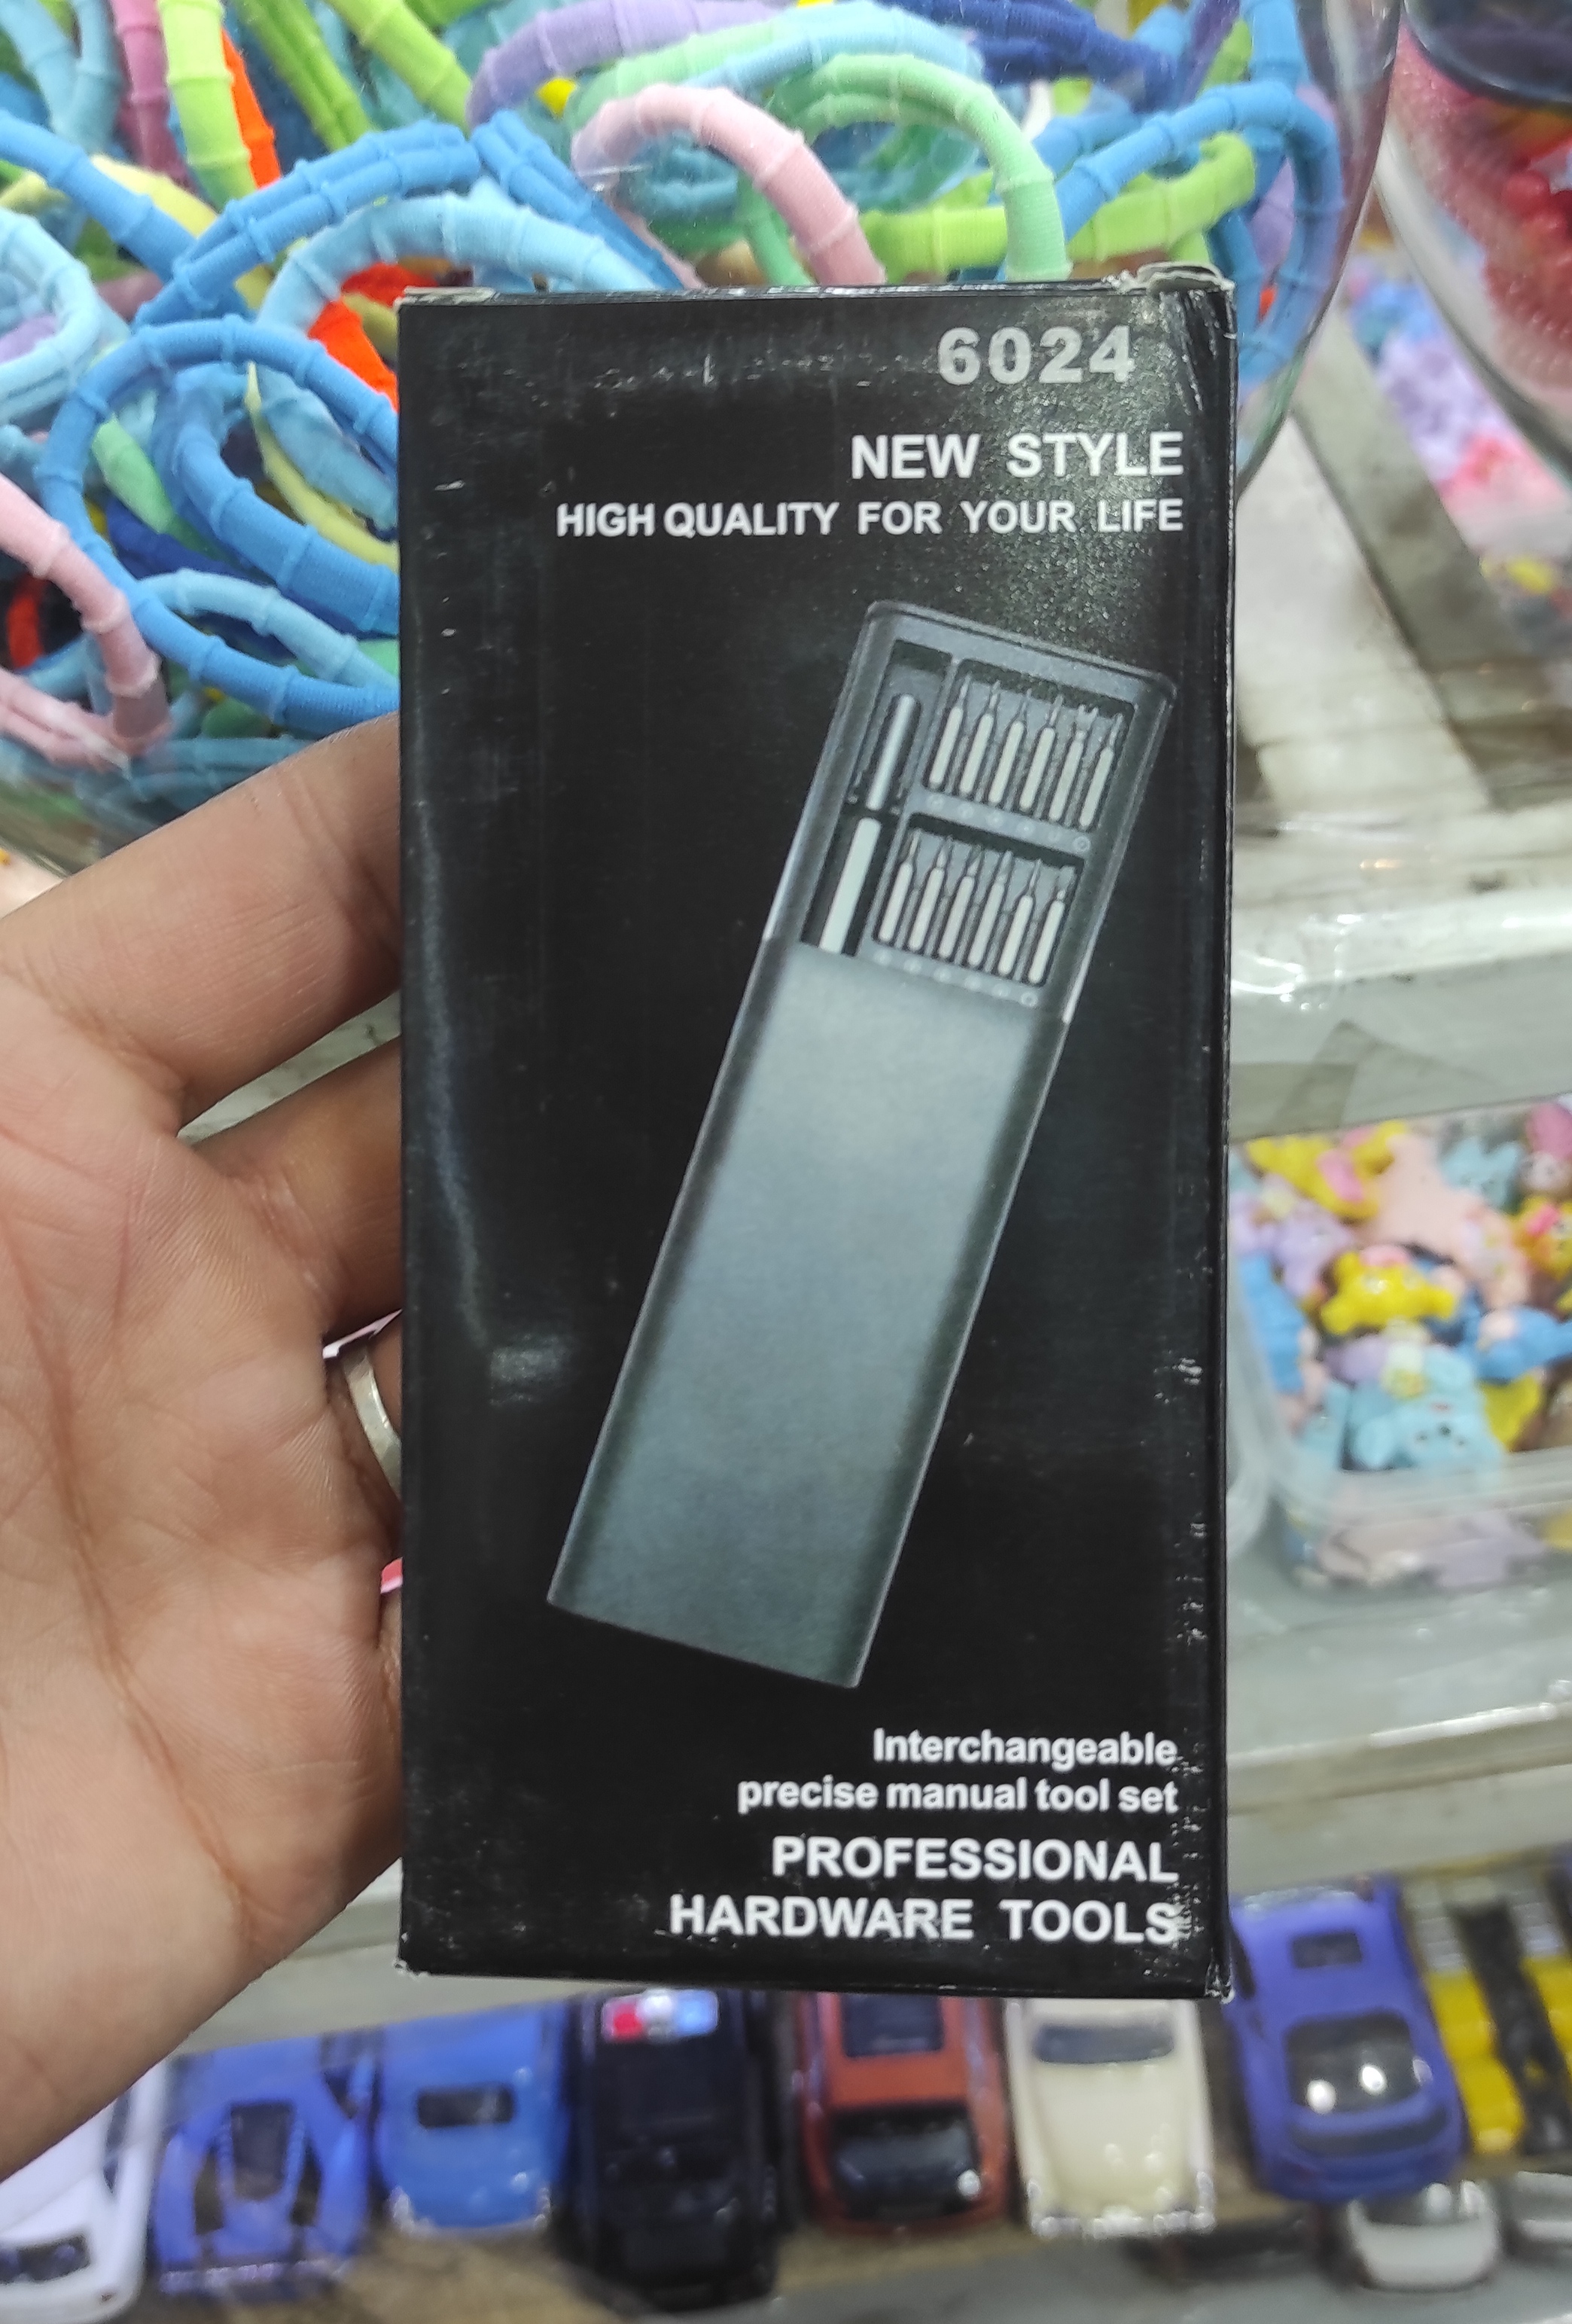 6024
NEW STYLE
HIGH QUALITY FOR YOUR LIFE
Interchangeable
precise manual tool set
PROFESSIONAL
HARDWARE TOOLS